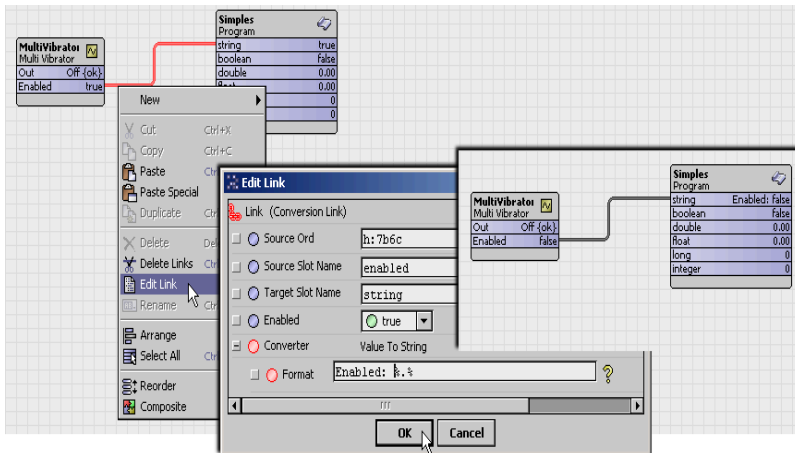 MultiVibrator
Multi Vibrator
Out Off {ok}
Enabled true
Simples
Program
string true
boolean false
double 0.00
float 0.00
0
0
New
Cut Ctrl+X
Copy Ctrl+C
Paste
Paste Special
Duplicate
Delete
Delete Links
Edit Link
Rename
Arrange
Select All
Reorder
Composite
Edit Link
Link (Conversion Link)
Source Ord h:7b6c
Source Slot Name enabled
Target Slot Name string
Enabled true
Converter Value To String
Format Enabled: %.%
OK Cancel
MultiVibrator
Multi Vibrator
Out Off {ok}
Enabled false
Simples
Program
string Enabled: false
boolean false
double 0.00
float 0.00
long 0
integer 0